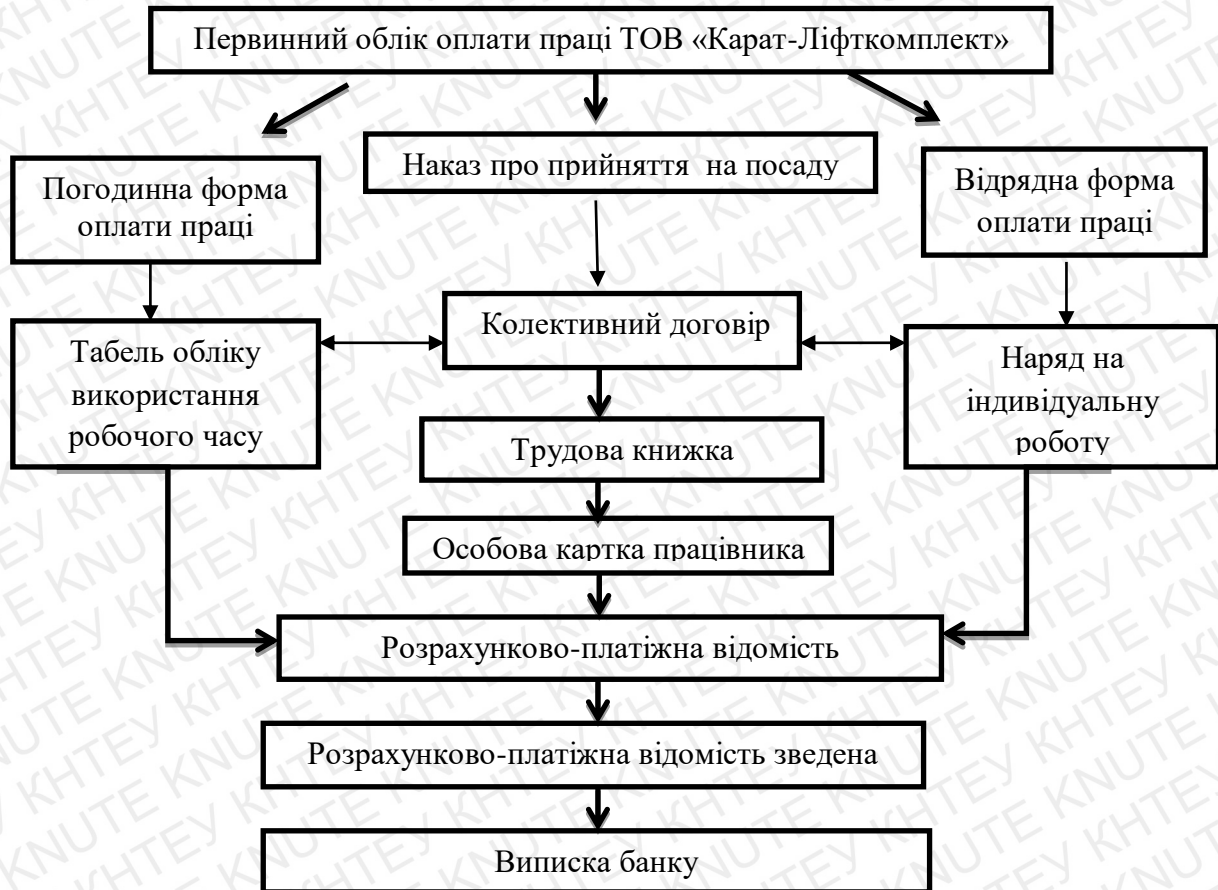 Первинний облік оплати праці ТОВ «Карат-Ліфткомплект»
Погодинна форма
оплати праці
Наказ про прийняття на посаду
Відрядна форма
оплати праці
Табель обліку
використання
робочого часу
Колективний договір
Наряд на
індивідуальну
роботу
Трудова книжка
Особова картка працівника
Розрахунково-платіжна відомість
Розрахунково-платіжна відомість зведена
Виписка банку
КНТЕУ KNUTE